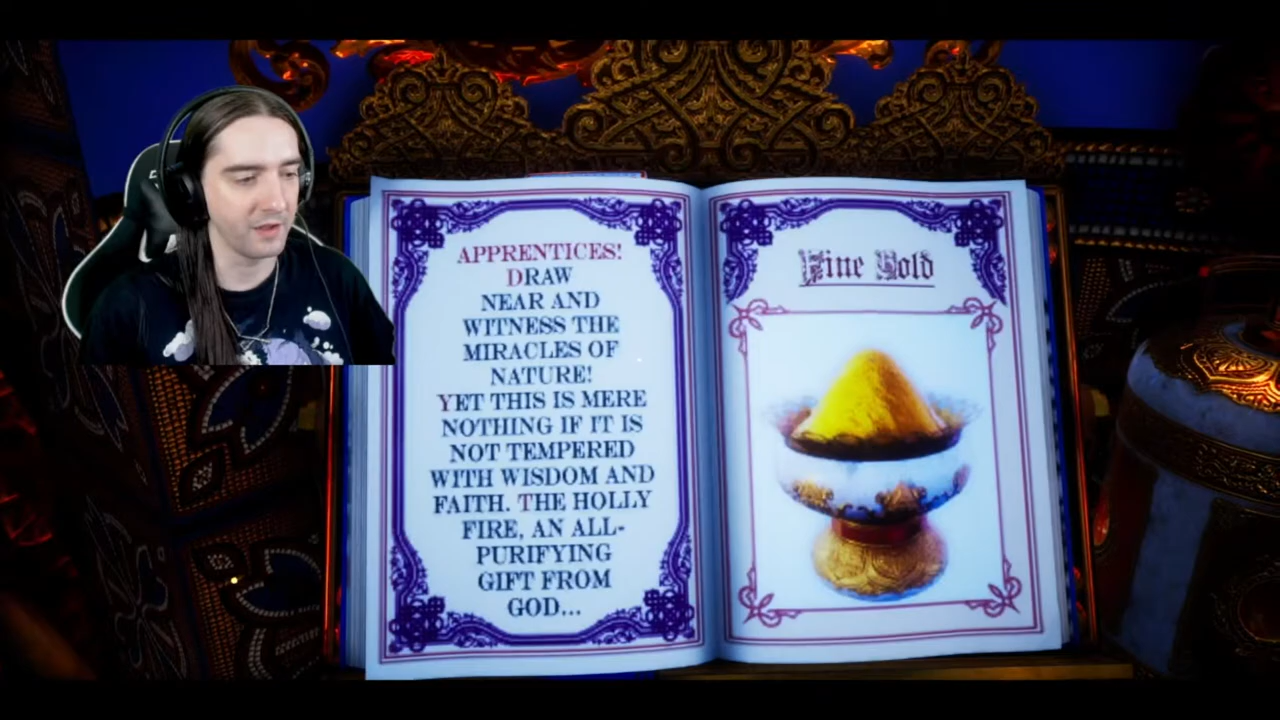 APPRENTICES!
DRAW
NEAR AND
WITNESS THE
MIRACLES OF
NATURE!
YET THIS IS MERE
NOTHING IF IT IS
NOT TEMPERED
WITH WISDOM AND
FAITH. THE HOLLY
FIRE, AN ALL-
PURIFYING
GIFT FROM
GOD...
Fine Gold